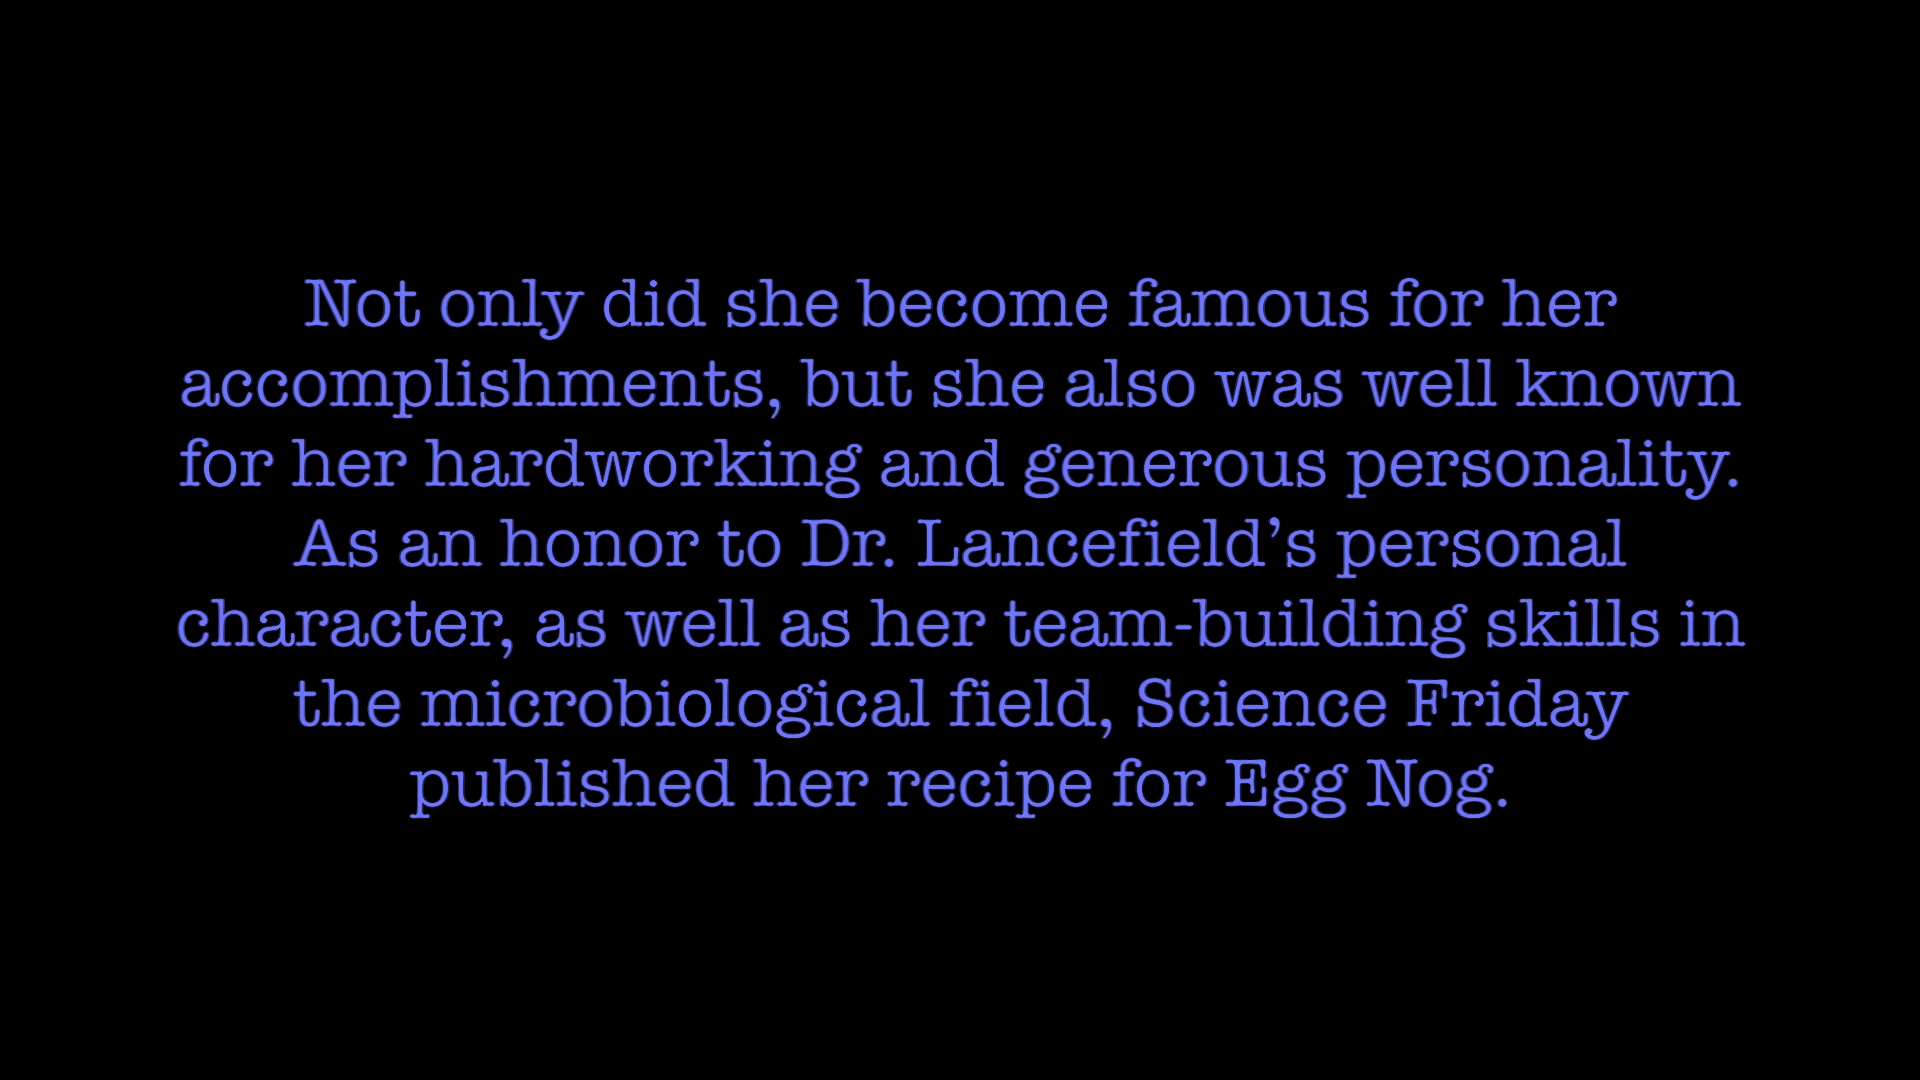 Not only did she become famous for her
accomplishments, but she also was well known
for her hardworking and generous personality.
As an honor to Dr. Lancefield’s personal
character, as well as her team-building skills in
the microbiological field, Science Friday
published her recipe for Egg Nog.